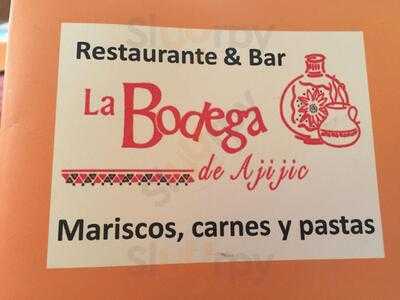 Restaurante & Bar
La Bodega
de Ajijic
Mariscos, carnes y pastas